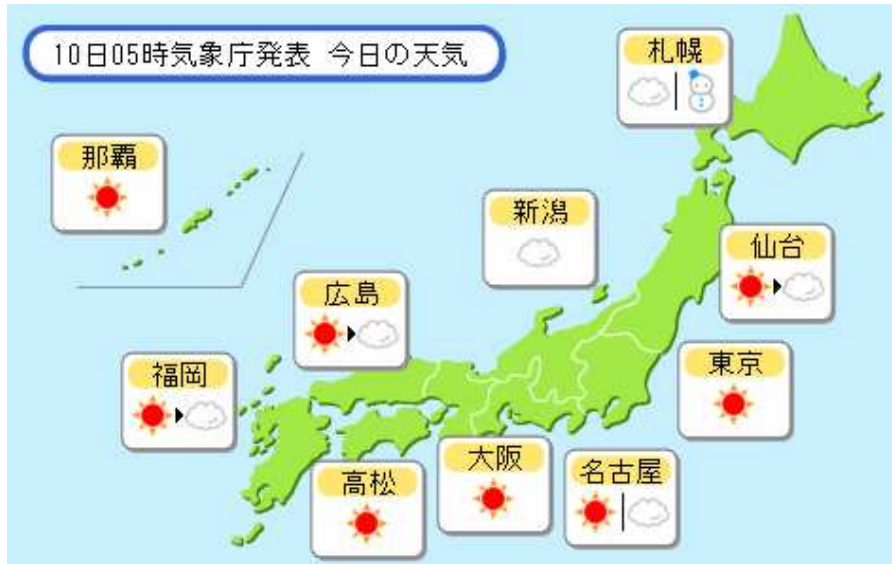 10日05時気象庁発表 今日の天気
札幌
那覇
新潟
仙台
広島
東京
福岡
大阪
名古屋
高松